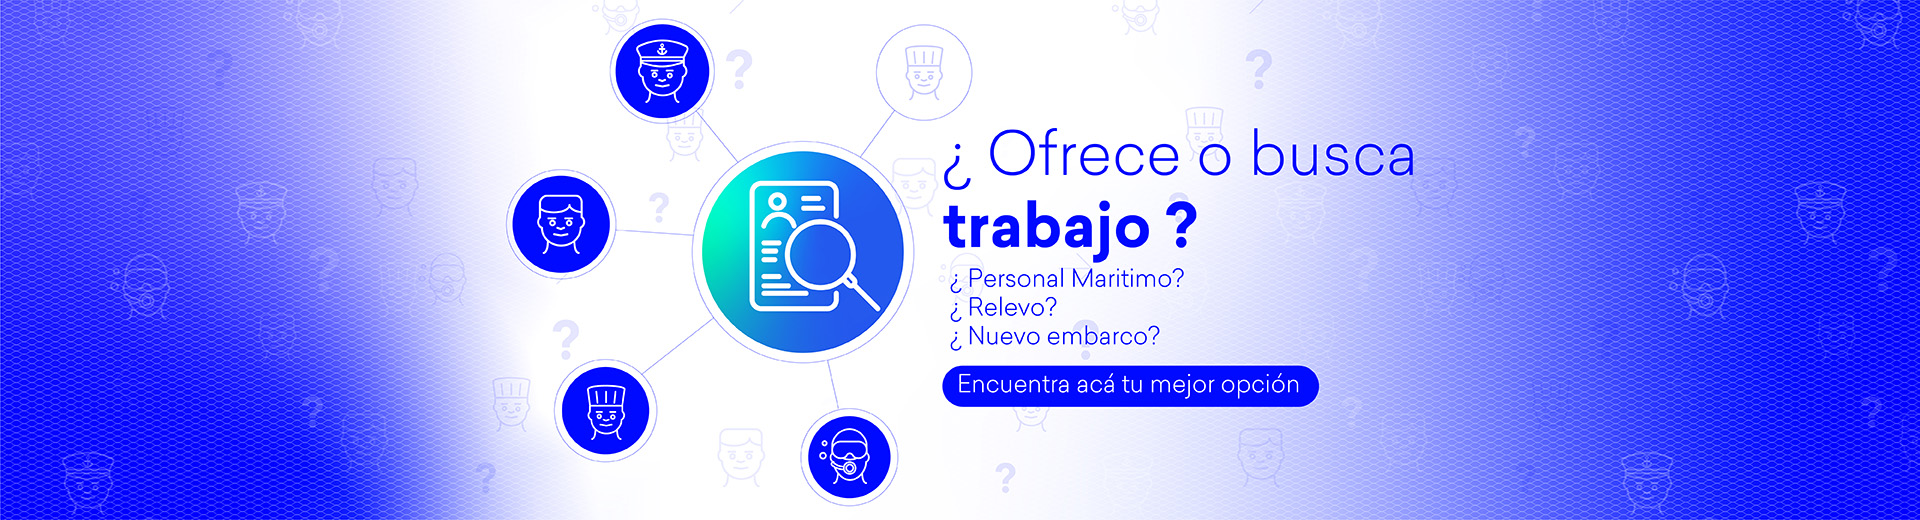 ¿ Ofrece o busca
trabajo ?
¿ Personal Maritimo?
¿ Relevo?
¿ Nuevo embarco?
Encuentra acá tu mejor opción